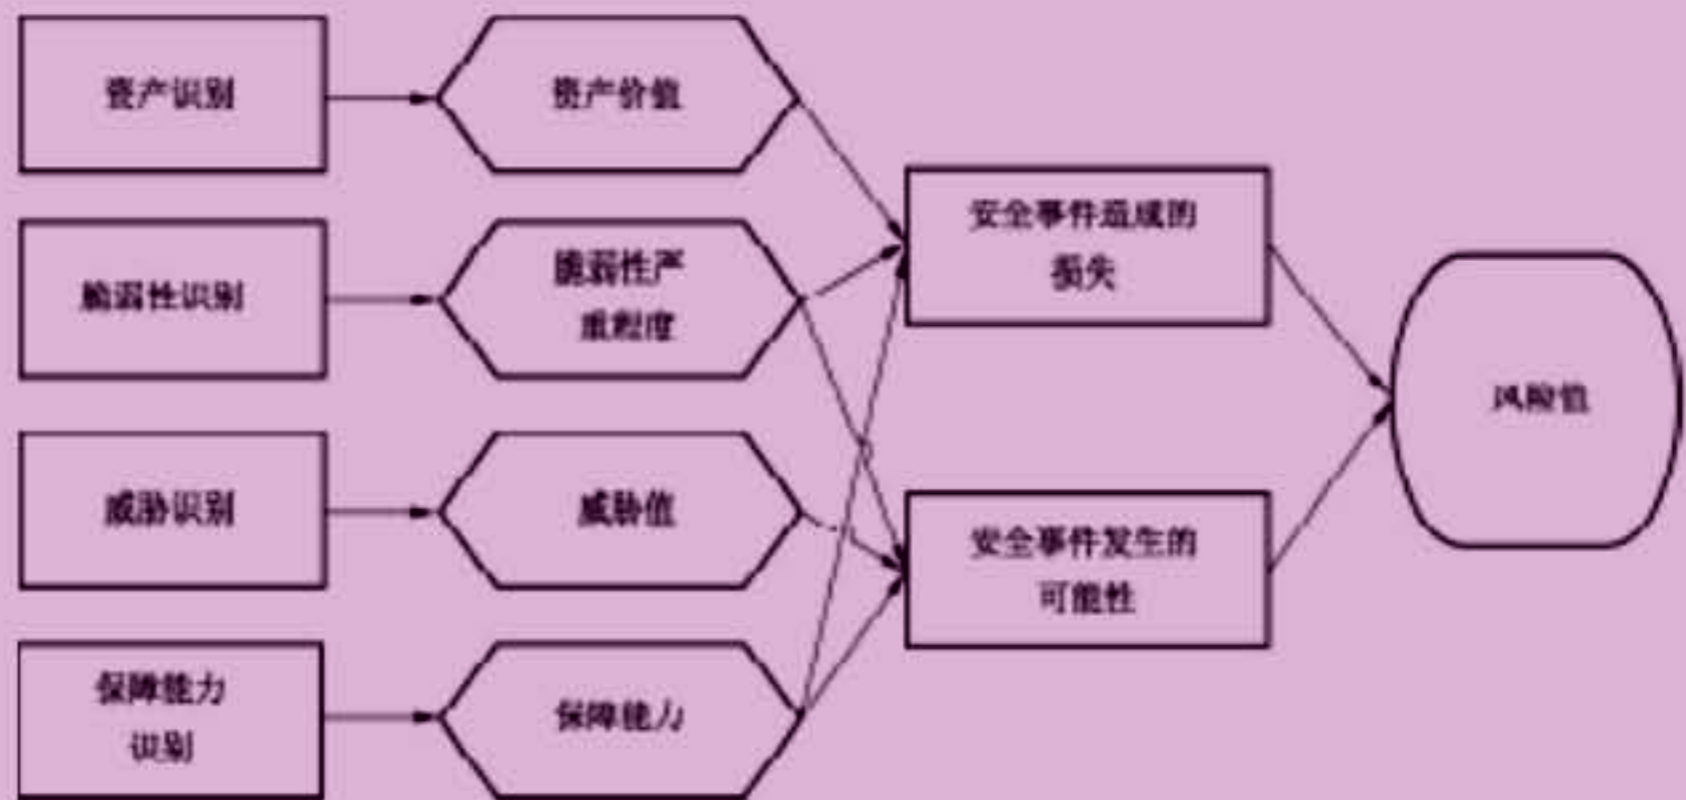 资产识别
资产价值
安全事件造成的
损失
脆弱性识别
脆弱性严
重程度
风险值
威胁识别
威胁值
安全事件发生的
可能性
保障能力
识别
保障能力